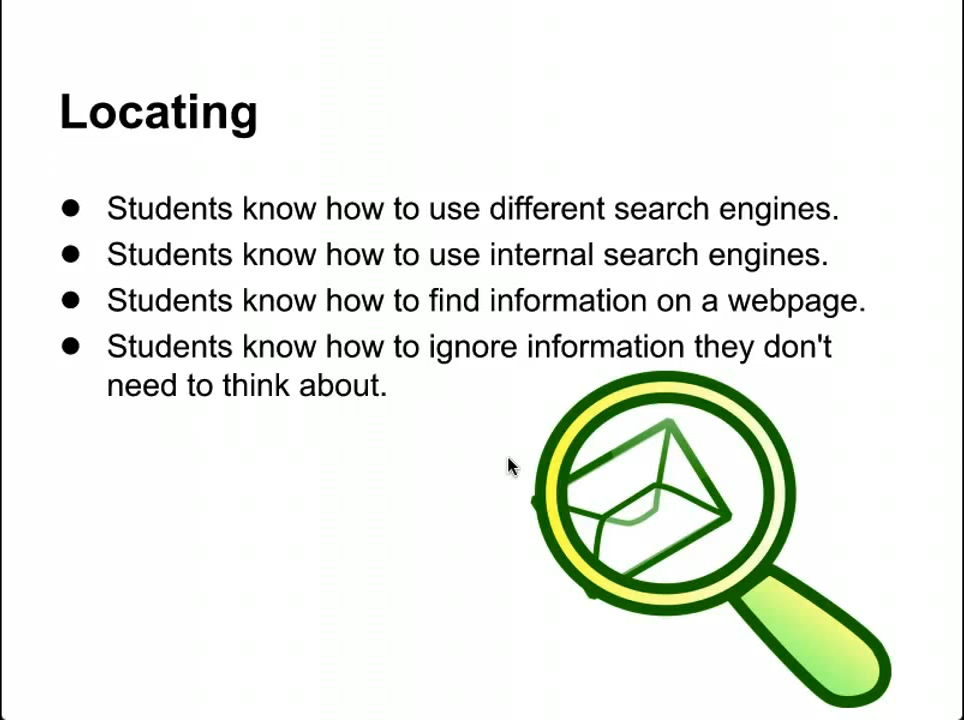 Locating
● Students know how to use different search engines.
● Students know how to use internal search engines.
● Students know how to find information on a webpage.
● Students know how to ignore information they don't
need to think about.